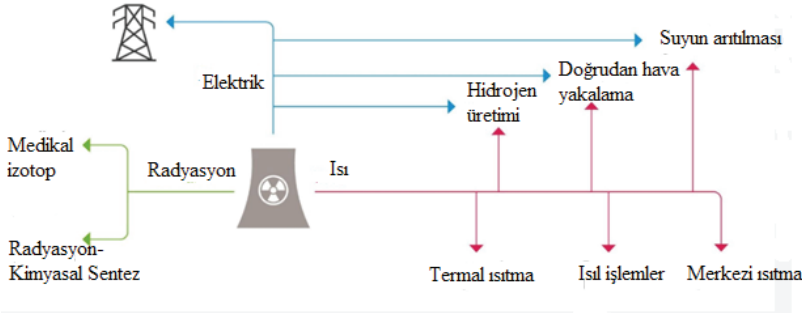 Suyun arıtılması
Elektrik
Doğrudan hava
yakalama
Hidrojen
üretimi
Medikal
izotop
Radyasyon
Isı
Radyasyon-
Kimyasal Sentez
Termal ısıtma
Isıl işlemler
Merkezi ısıtma